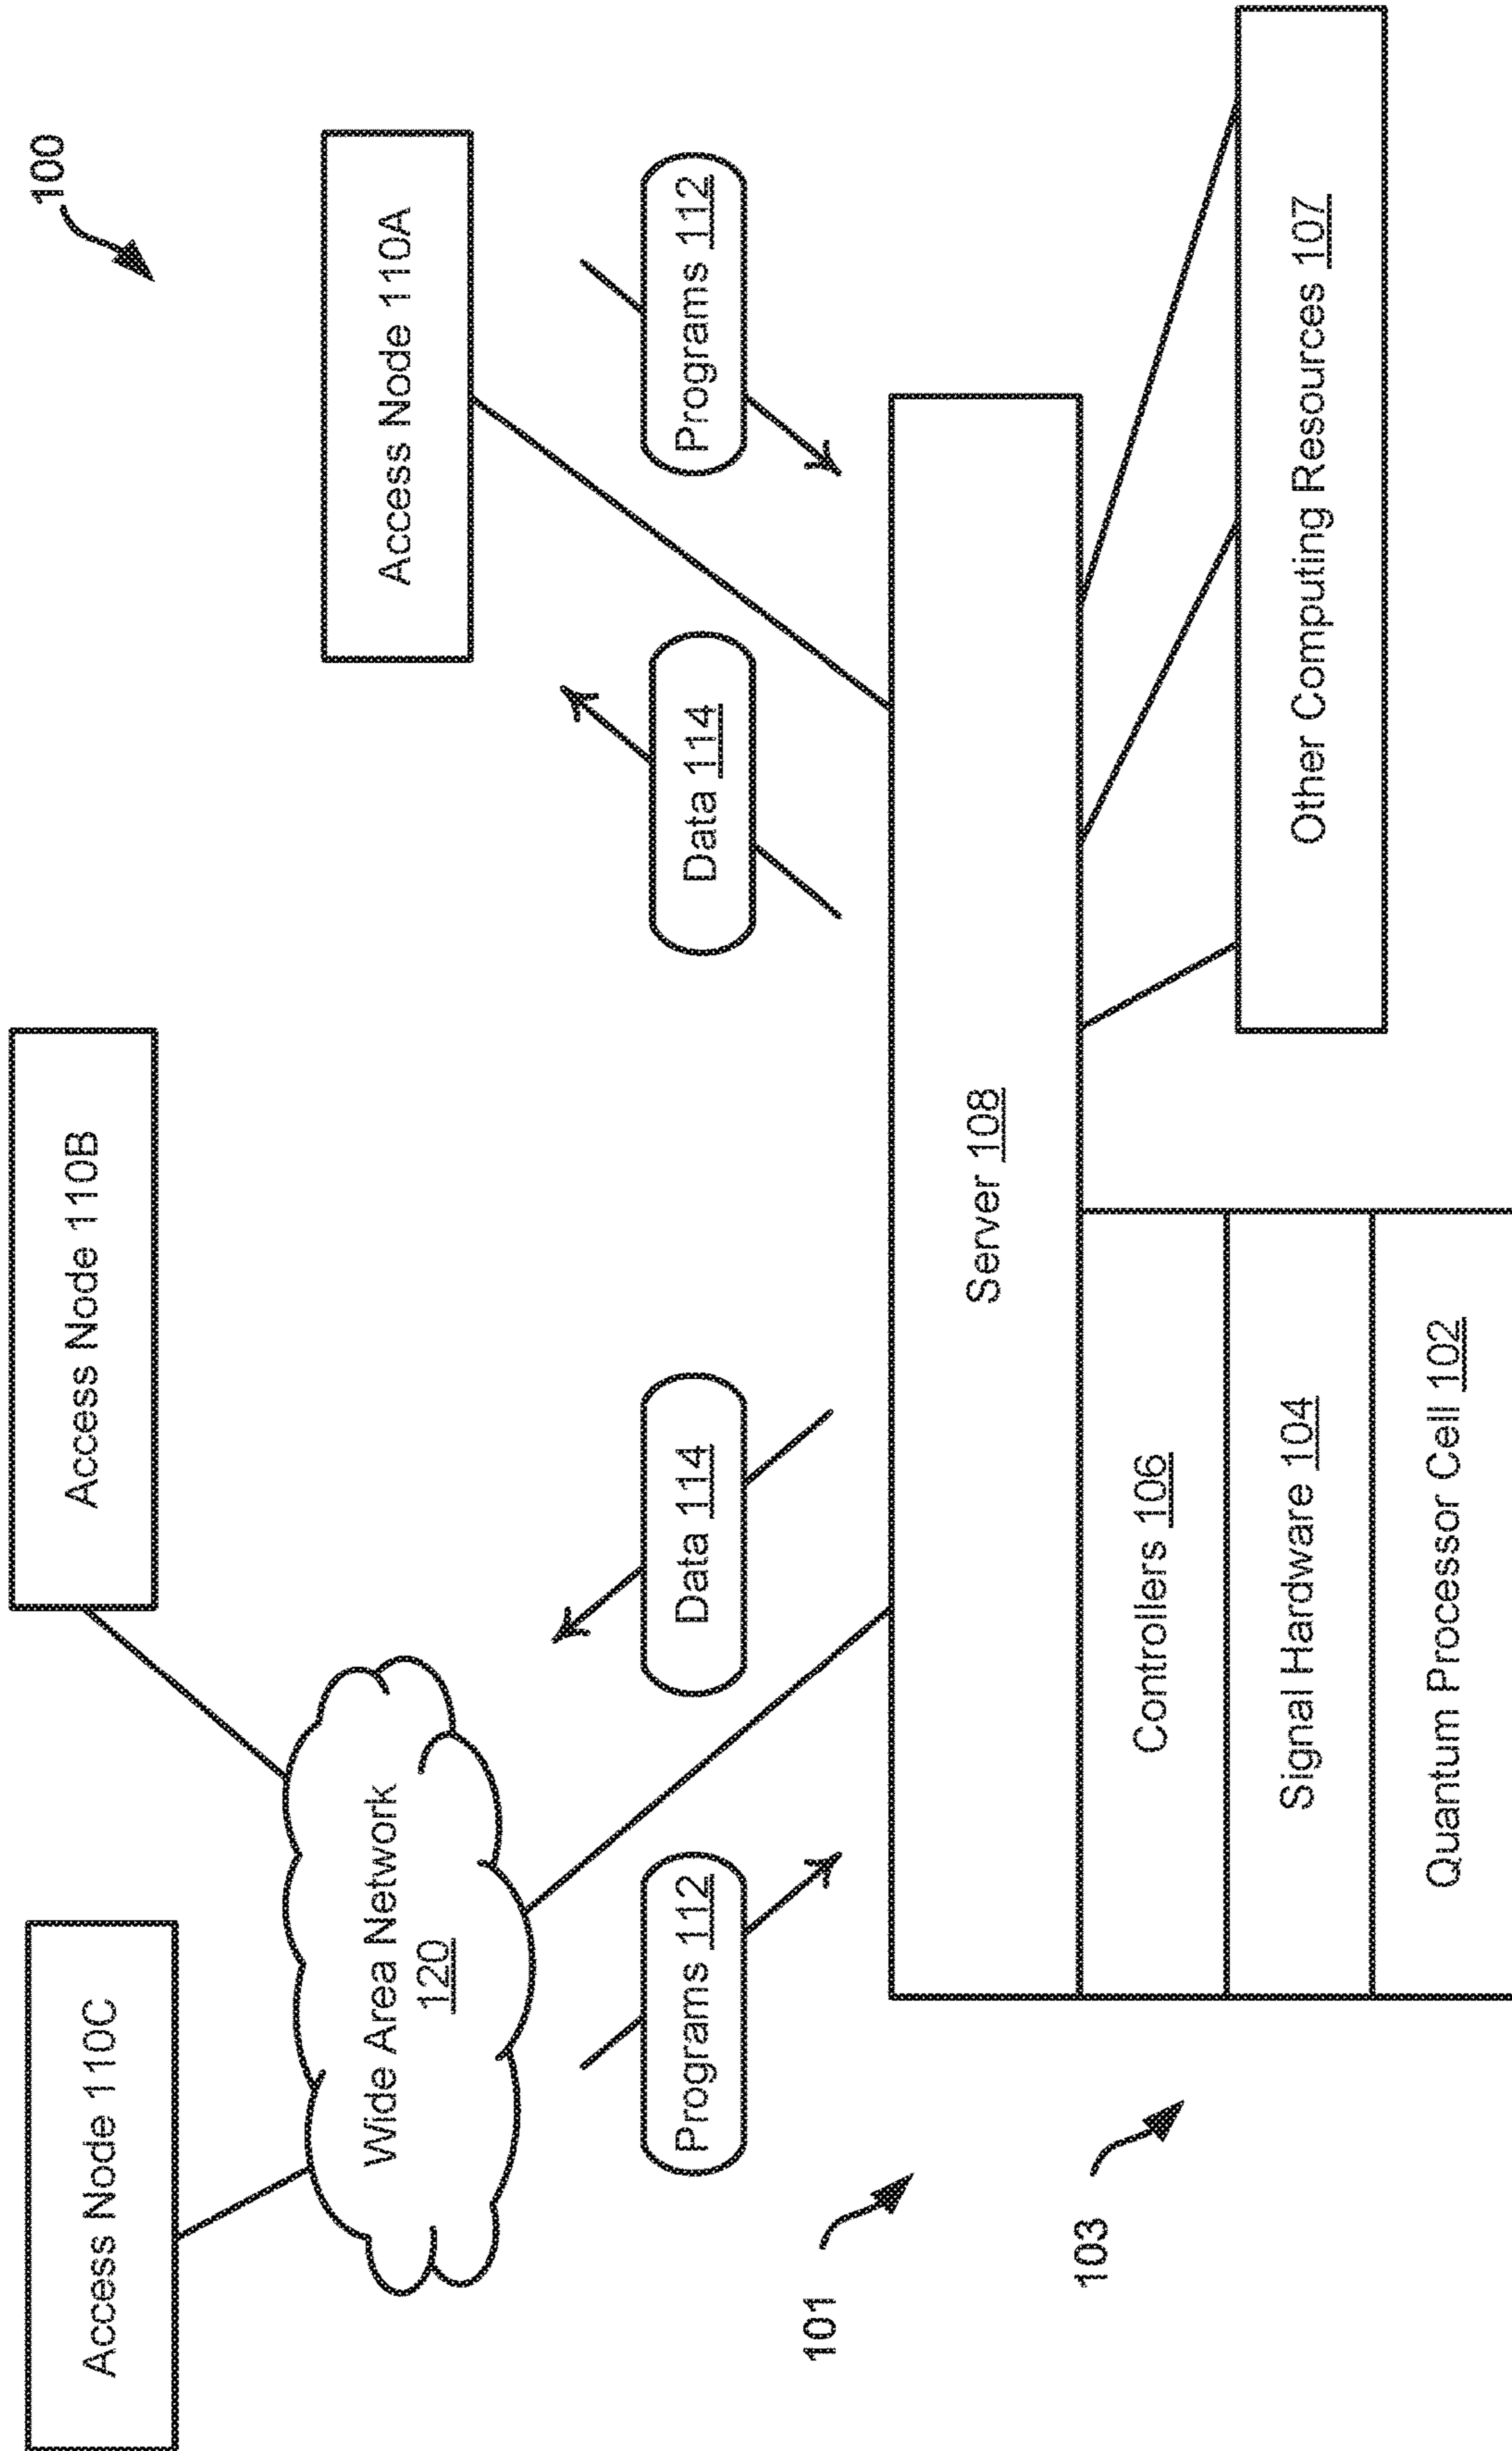 100
Access Node 110C
Access Node 110B
Access Node 110A
Wide Area Network
120
Programs 112
Data 114
Data 114
Programs 112
101
Server 108
103
Controllers 106
Signal Hardware 104
Quantum Processor Cell 102
Other Computing Resources 107